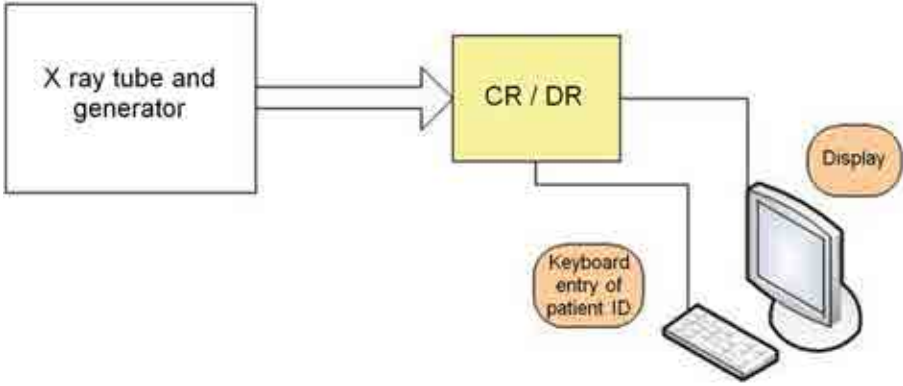 X ray tube and
generator
CR / DR
Display
Keyboard
entry of
patient ID